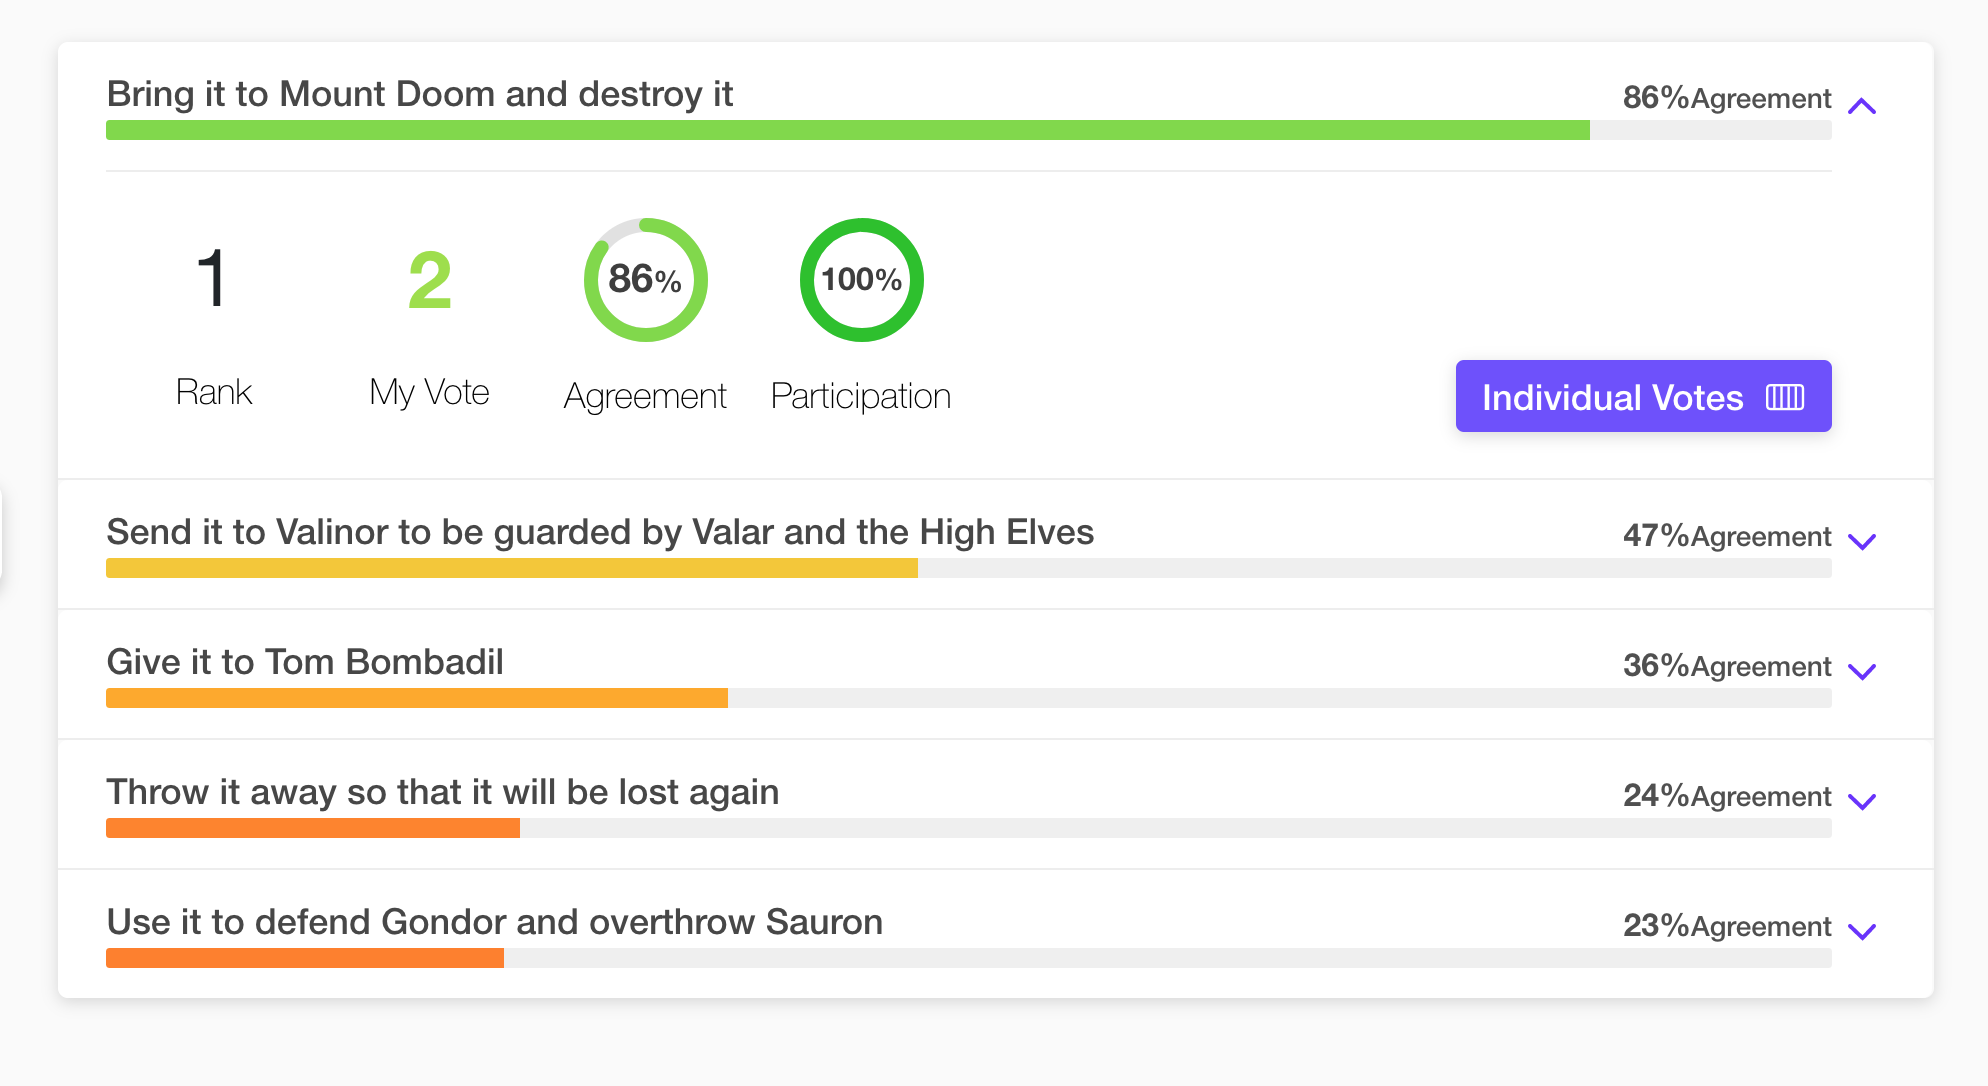 Bring it to Mount Doom and destroy it
86%Agreement
1
2
86%
100%
Rank
My Vote
Agreement
Participation
Individual Votes
Send it to Valinor to be guarded by Valar and the High Elves
47%Agreement
Give it to Tom Bombadil
36%Agreement
Throw it away so that it will be lost again
24%Agreement
Use it to defend Gondor and overthrow Sauron
23%Agreement